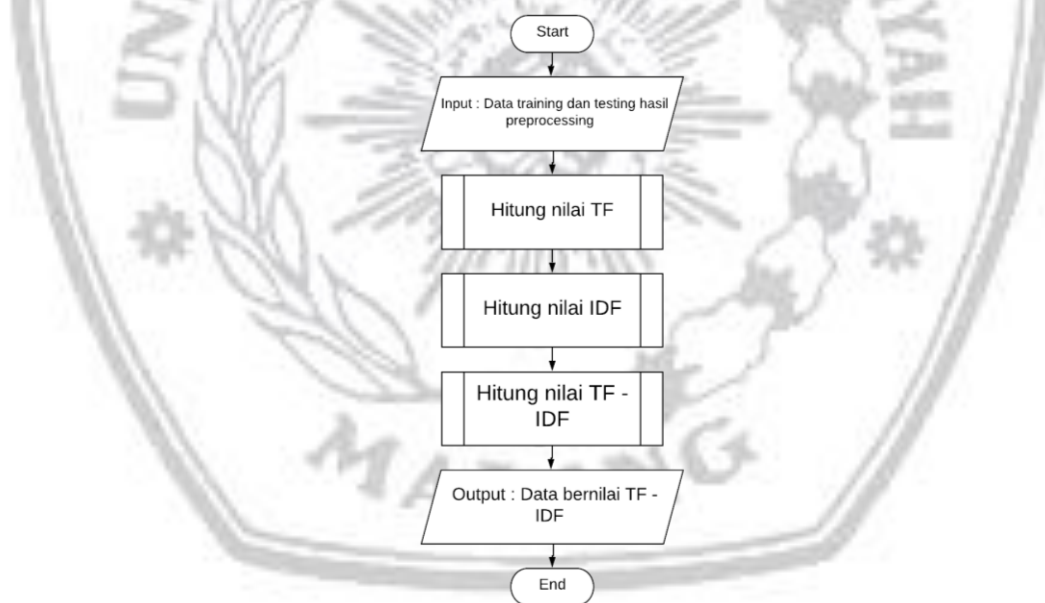 Start
Input : Data training dan testing hasil
preprocessing
Hitung nilai TF
Hitung nilai IDF
Hitung nilai TF -
IDF
Output : Data bernilai TF -
IDF
End